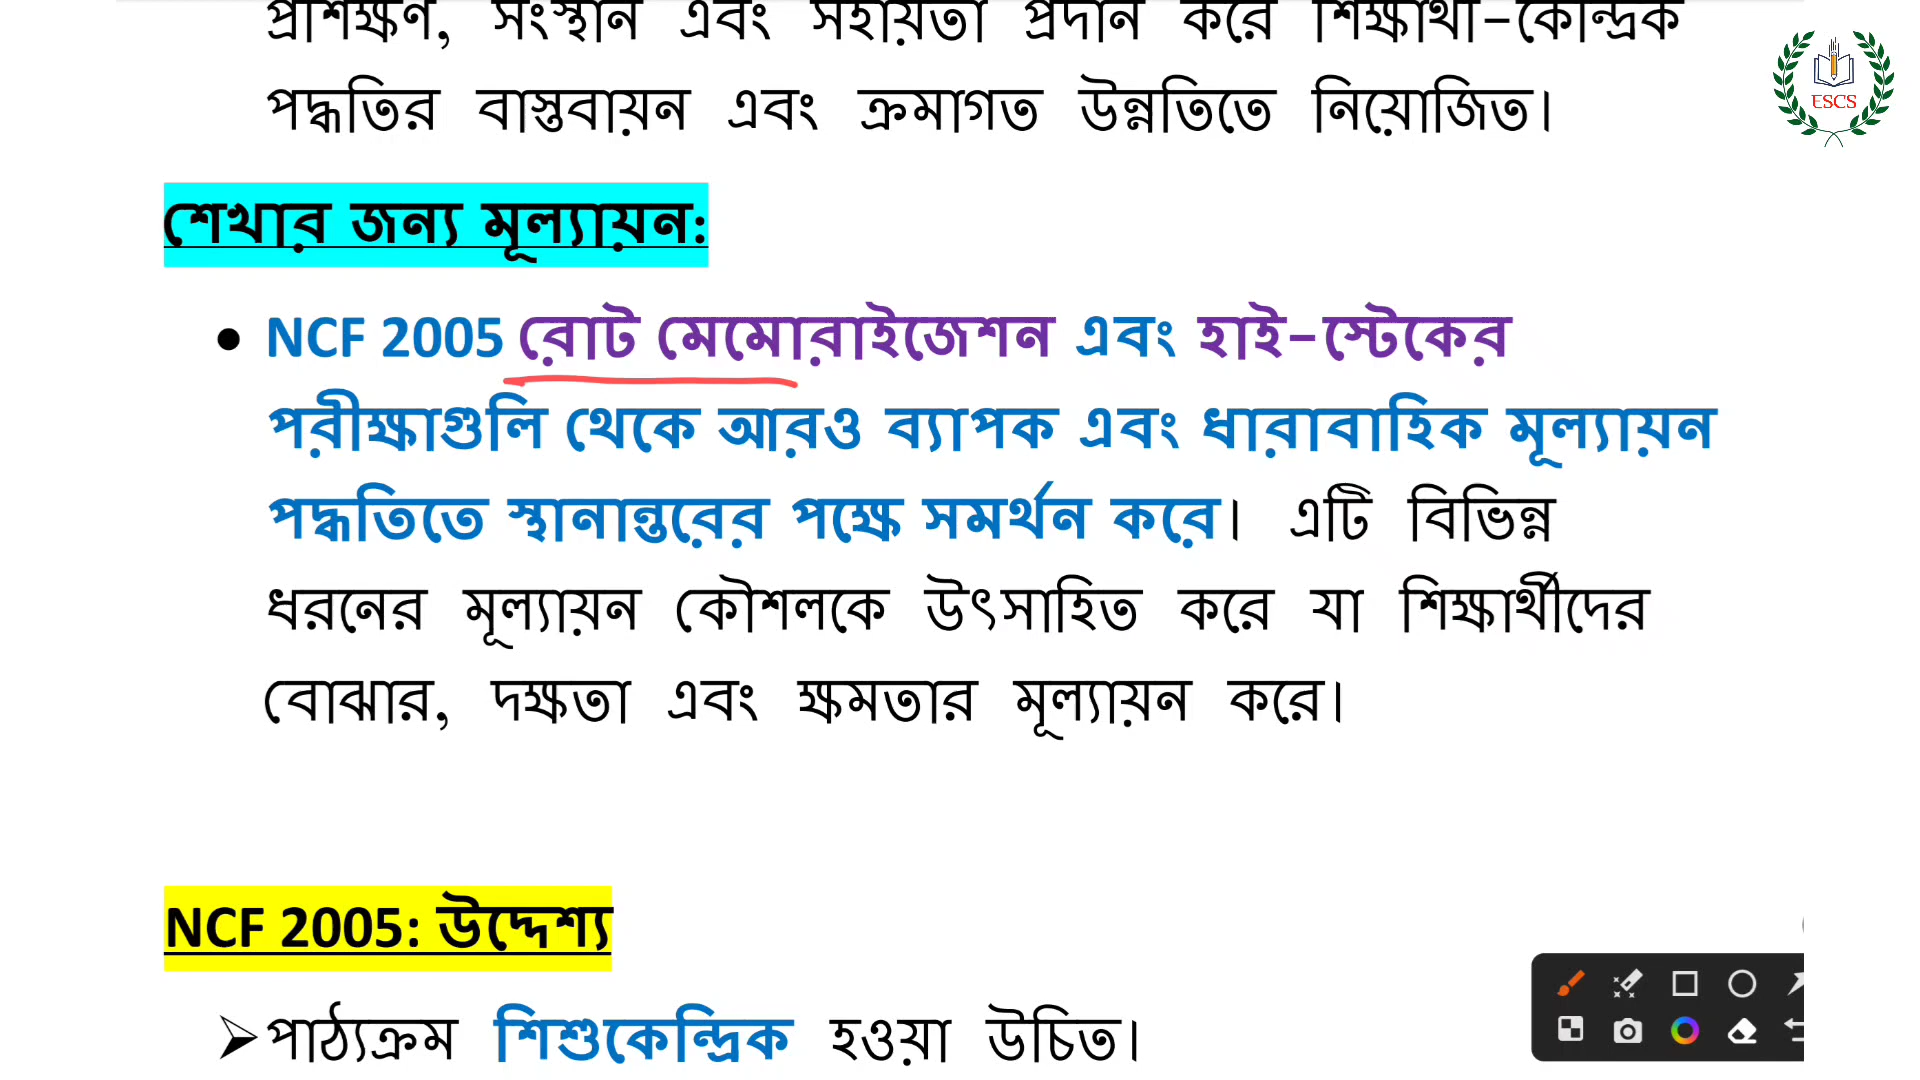 প্রশিক্ষণ, সংস্থান এবং সহায়তা প্রদান করে শিক্ষার্থী-কেন্দ্রিক
পদ্ধতির বাস্তবায়ন এবং ক্রমাগত উন্নতিতে নিয়োজিত।
ESCS
শেখার জন্য মূল্যায়ন:
● NCF 2005 রোট মেমোরাইজেশন এবং হাই-স্টেকের
পরীক্ষাগুলি থেকে আরও ব্যাপক এবং ধারাবাহিক মূল্যায়ন
পদ্ধতিতে স্থানান্তরের পক্ষে সমর্থন করে। এটি বিভিন্ন
ধরনের মূল্যায়ন কৌশলকে উৎসাহিত করে যা শিক্ষার্থীদের
বোঝার, দক্ষতা এবং ক্ষমতার মূল্যায়ন করে।
NCF 2005: উদ্দেশ্য
➢পাঠ্যক্রম শিশুকেন্দ্রিক হওয়া উচিত।